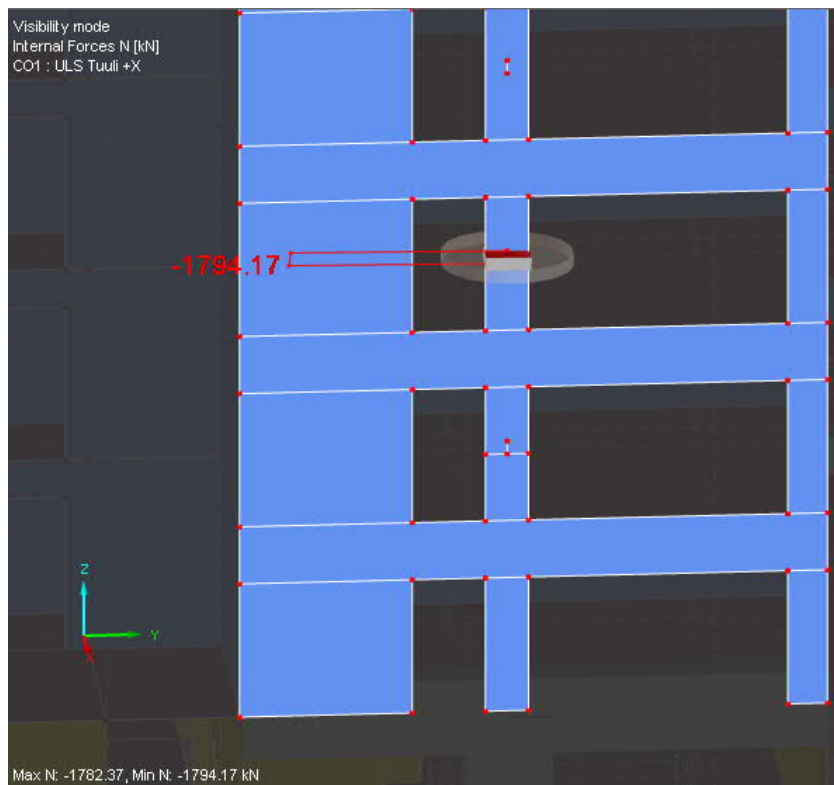 Visibility mode
Internal Forces N [kN]
CO1 : ULS Tuuli +X
-1794.17
Z
Y
X
Max N: -1782.37, Min N: -1794.17 kN